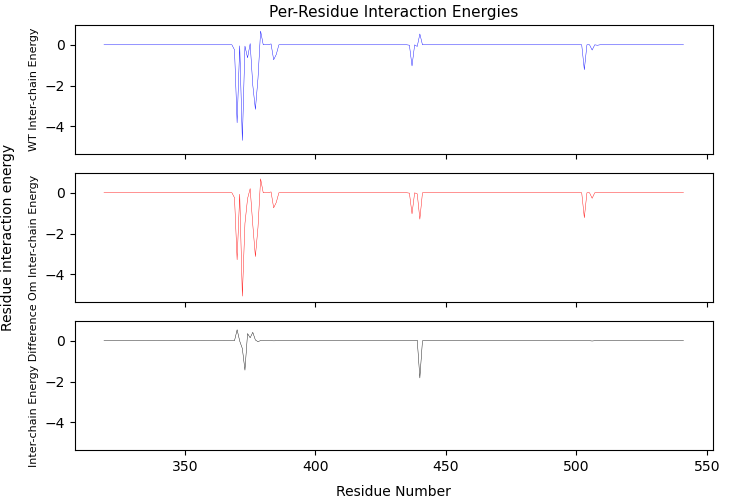 Per-Residue Interaction Energies
Residue interaction energy
WT Inter-chain Energy
0
−2
−4
Om Inter-chain Energy
0
−2
−4
Inter-chain Energy Difference
0
−2
−4
350
400
450
500
550
Residue Number